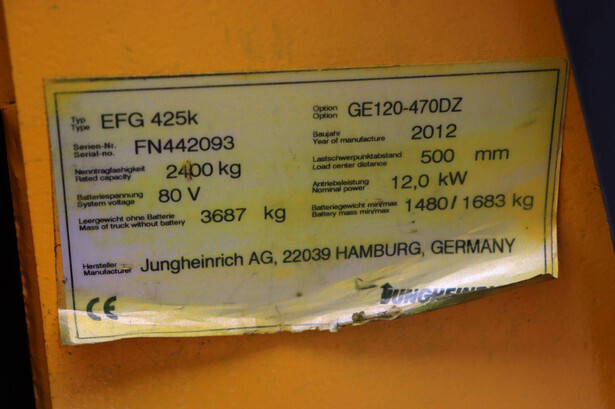 Typ
Type EFG 425k
Option
Option GE120-470DZ
Serien-Nr.
Serial-no. FN442093
Baujahr
Year of manufacture 2012
Nenntragfaehigkeit
Rated capacity 2400 kg
Lastschwerpunktabstand
Load center distance 500 mm
Batteriespannung
System voltage 80 V
Antriebsleistung
Nominal power 12,0 kW
Leergewicht ohne Batterie
Mass of truck without battery 3687 kg
Batteriegewicht min/max
Battery mass min/max 1480/1683 kg
Hersteller
Manufacturer Jungheinrich AG, 22039 HAMBURG, GERMANY
CE